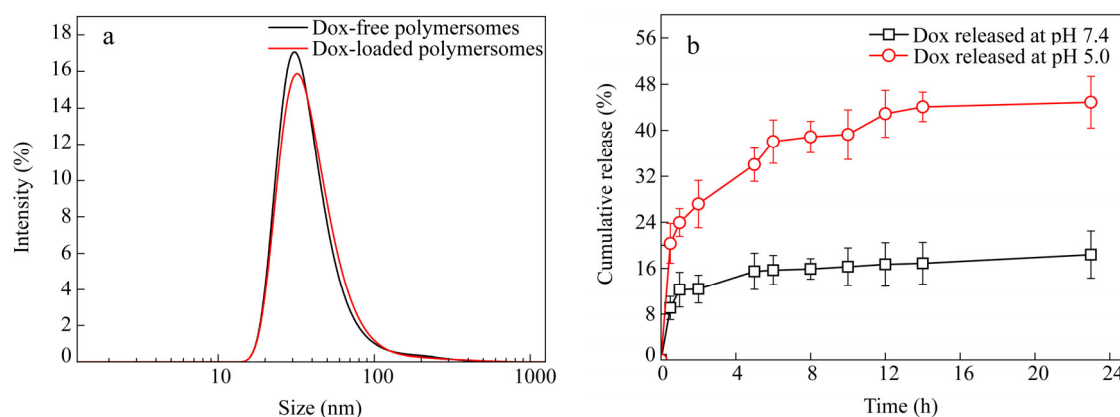 a
Dox-free polymersomes
Dox-loaded polymersomes
18
16
14
12
10
8
6
4
2
0
Intensity (%)
10
100
1000
Size (nm)
b
Dox released at pH 7.4
Dox released at pH 5.0
56
48
40
32
24
16
8
0
Cumulative release (%)
0
4
8
12
16
20
24
Time (h)